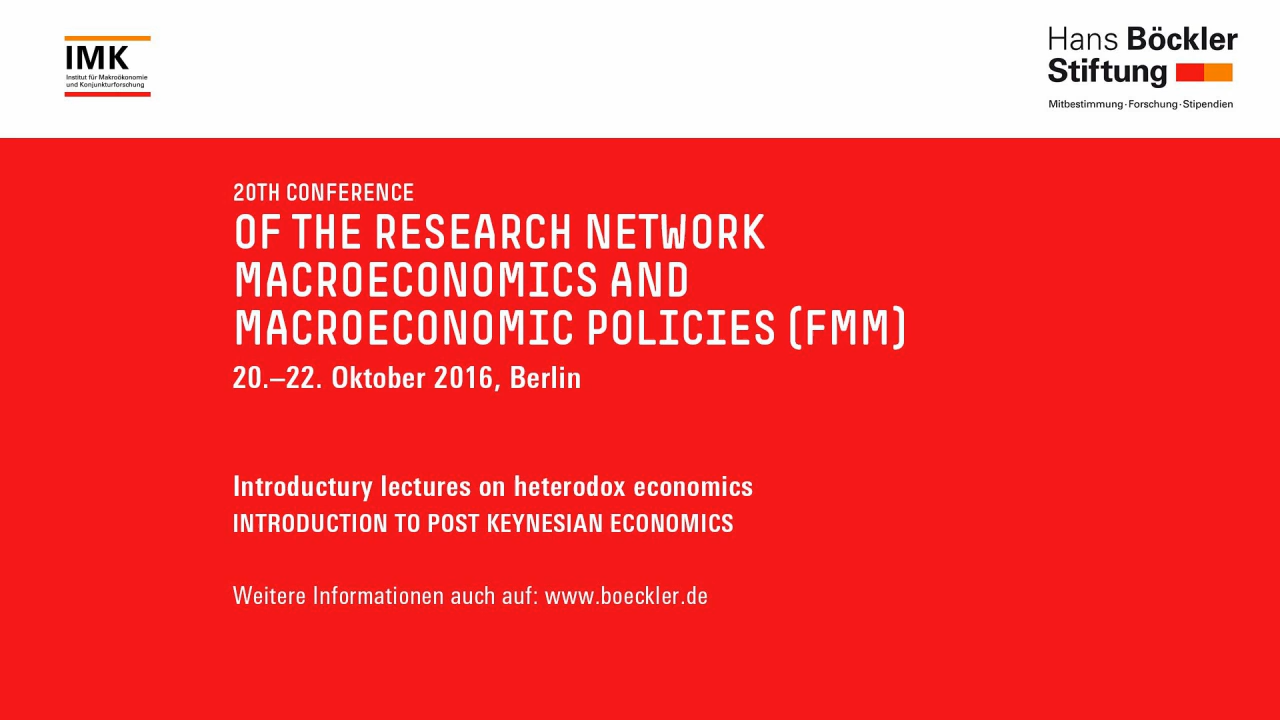 IMK
Institut für Makroökonomie
und Konjunkturforschung
Hans Böckler
Stiftung
Mitbestimmung · Forschung · Stipendien
20TH CONFERENCE
OF THE RESEARCH NETWORK
MACROECONOMICS AND
MACROECONOMIC POLICIES (FMM)
20.–22. Oktober 2016, Berlin
Introductury lectures on heterodox economics
INTRODUCTION TO POST KEYNESIAN ECONOMICS
Weitere Informationen auch auf: www.boeckler.de